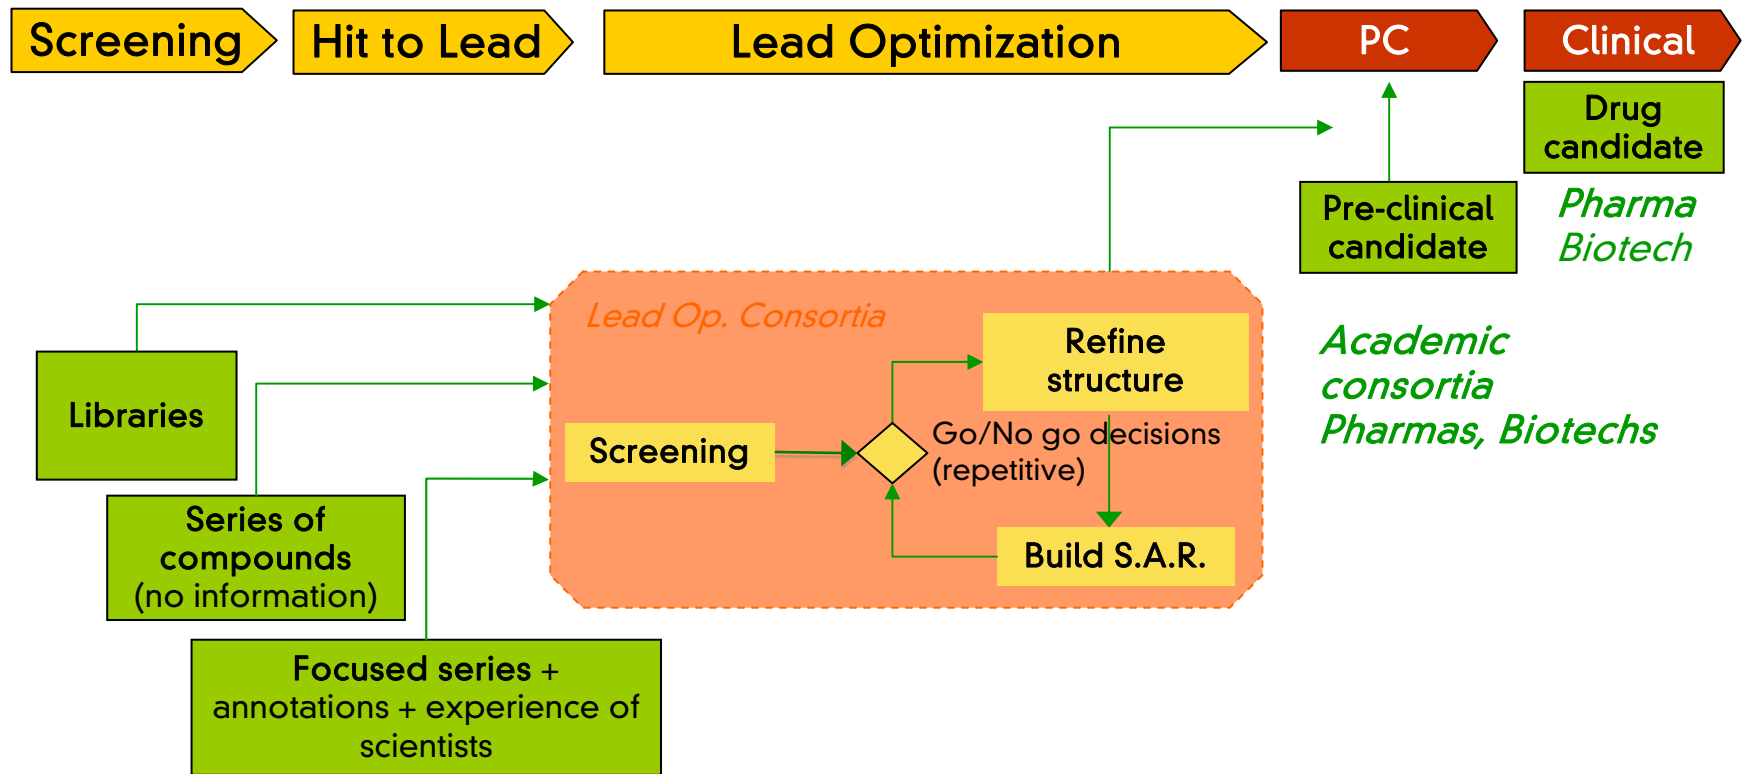 Screening
Hit to Lead
Lead Optimization
PC
Clinical
Drug
candidate
Pre-clinical
candidate
Pharma
Biotech
Lead Op. Consortia
Refine
structure
Academic
consortia
Pharmas, Biotechs
Libraries
Screening
Go/No go decisions
(repetitive)
Series of
compounds
(no information)
Build S.A.R.
Focused series +
annotations + experience of
scientists